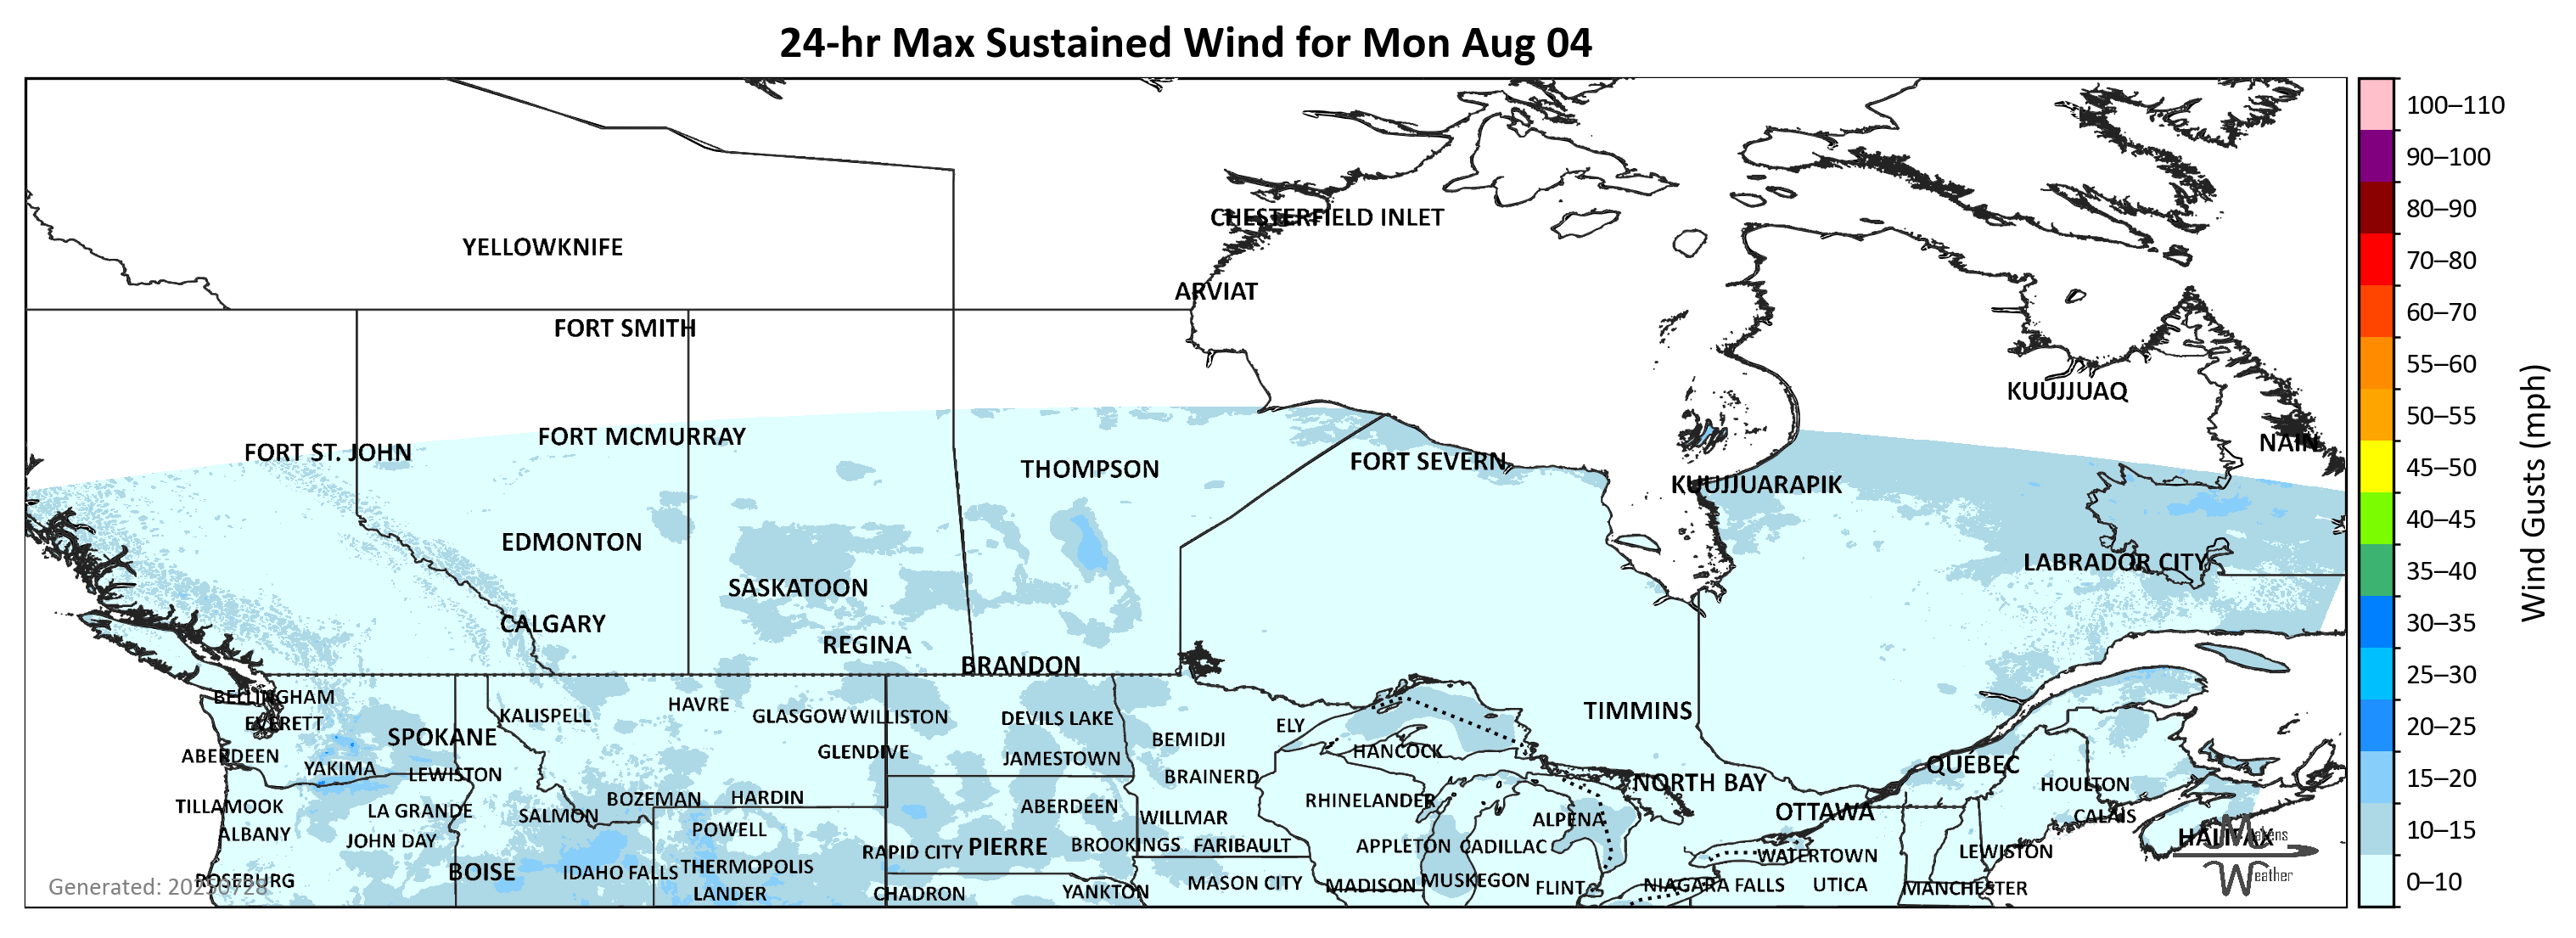 24-hr Max Sustained Wind for Mon Aug 04
100–110
90–100
80–90
70–80
60–70
55–60
50–55
45–50
40–45
35–40
30–35
25–30
20–25
15–20
10–15
0–10
Wind Gusts (mph)
CHESTERFIELD INLET
YELLOWKNIFE
ARVIAT
FORT SMITH
KUUJJUAQ
FORT MCMURRAY
NAIN
FORT ST. JOHN
FORT SEVERN
THOMPSON
KUUJJUARAPIK
EDMONTON
LABRADOR CITY
SASKATOON
CALGARY
REGINA
BRANDON
BELLINGHAM
HAVRE
TIMMINS
KALISPELL
GLASGOW
WILLISTON
DEVILS LAKE
EVERETT
ELY
SPOKANE
BEMIDJI
GLENDIVE
HANCOCK
ABERDEEN
JAMESTOWN
QUÉBEC
YAKIMA
LEWISTON
BRAINERD
NORTH BAY
HOULTON
BOZEMAN
HARDIN
RHINELANDER
TILLAMOOK
LA GRANDE
ABERDEEN
OTTAWA
SALMON
WILLMAR
CALAIS
ALPENA
POWELL
ALBANY
HALIFAX
Makens
Weather
JOHN DAY
PIERRE
BROOKINGS
FARIBAULT
APPLETON
CADILLAC
RAPID CITY
LEWISTON
WATERTOWN
THERMOPOLIS
BOISE
IDAHO FALLS
ROSEBURG
MUSKEGON
MASON CITY
MADISON
FLINT
NIAGARA FALLS
UTICA
MANCHESTER
LANDER
CHADRON
YANKTON
Generated: 20250728